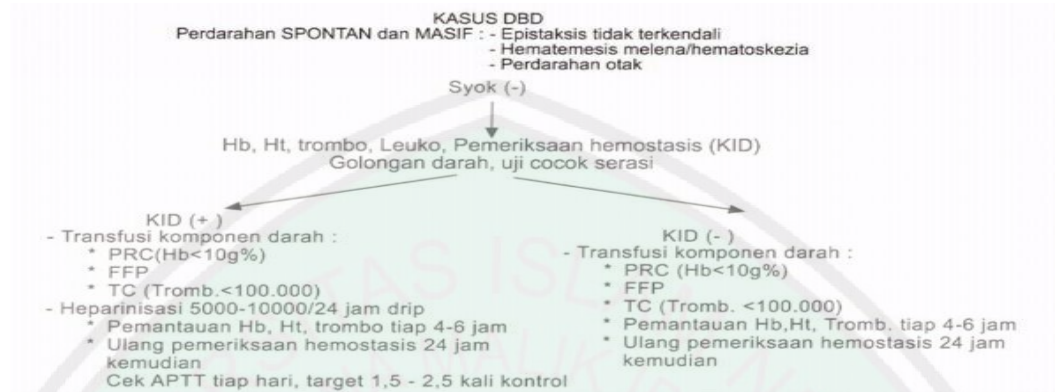 KASUS DBD
Perdarahan SPONTAN dan MASIF : - Epistaksis tidak terkendali
- Hematemesis melena/hematoskezia
- Perdarahan otak
Syok (-)
Hb, Ht, trombo, Leuko, Pemeriksaan hemostasis (KID)
Golongan darah, uji cocok serasi
KID (+ )
- Transfusi komponen darah :
* PRC(Hb<10g%)
* FFP
* TC (Tromb.<100.000)
- Heparinisasi 5000-10000/24 jam drip
* Pemantauan Hb, Ht, trombo tiap 4-6 jam
* Ulang pemeriksaan hemostasis 24 jam
kemudian
Cek APTT tiap hari, target 1,5 - 2,5 kali kontrol
KID (- )
- Transfusi komponen darah :
* PRC (Hb<10g%)
* FFP
* TC (Tromb. <100.000)
* Pemantauan Hb,Ht, Tromb. tiap 4-6 jam
* Ulang pemeriksaan hemostasis 24 jam
kemudian